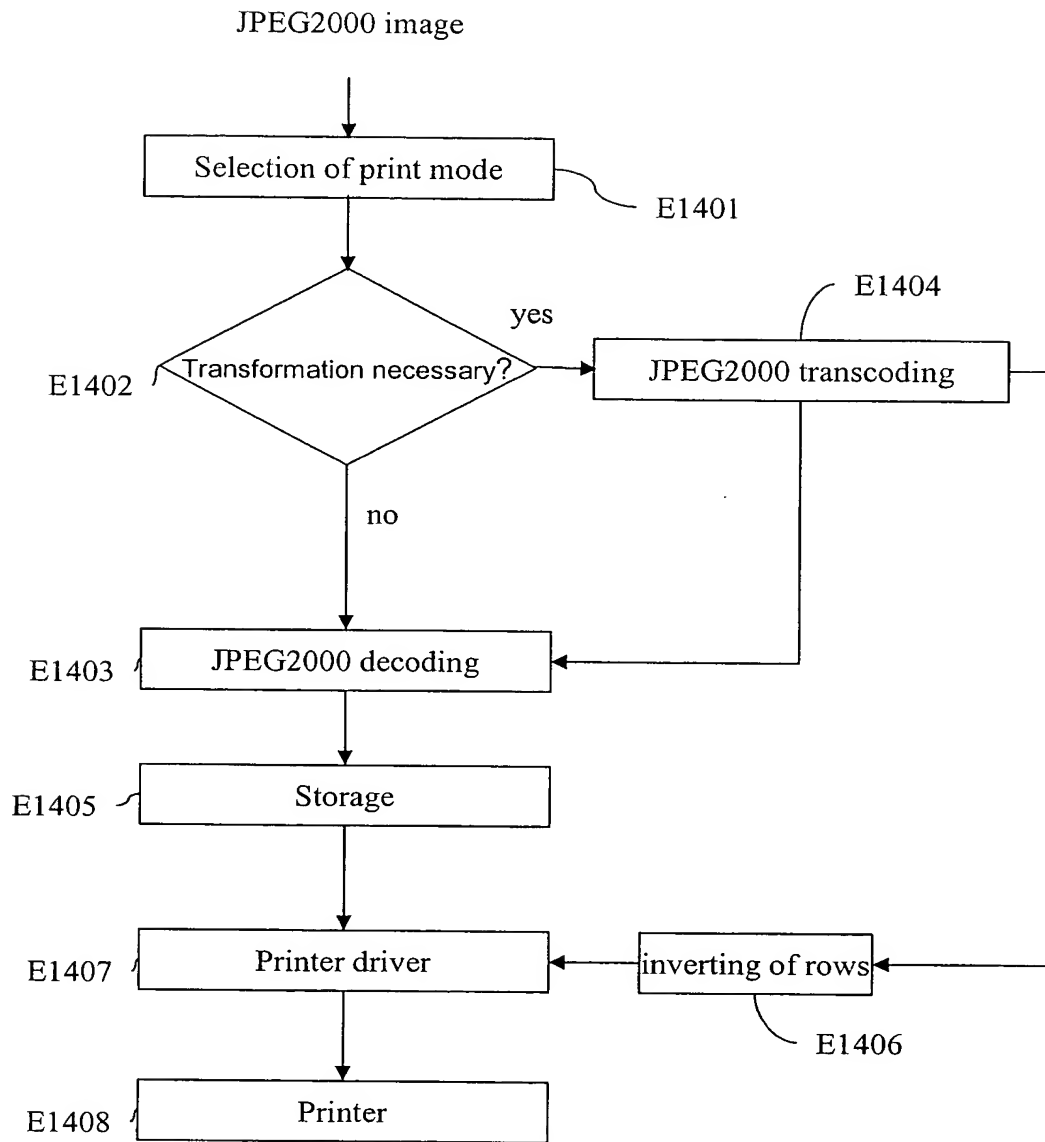 JPEG2000 image
Selection of print mode
E1401
E1404
yes
Transformation necessary?
E1402
JPEG2000 transcoding
no
JPEG2000 decoding
E1403
Storage
E1405
Printer driver
inverting of rows
E1407
E1406
Printer
E1408